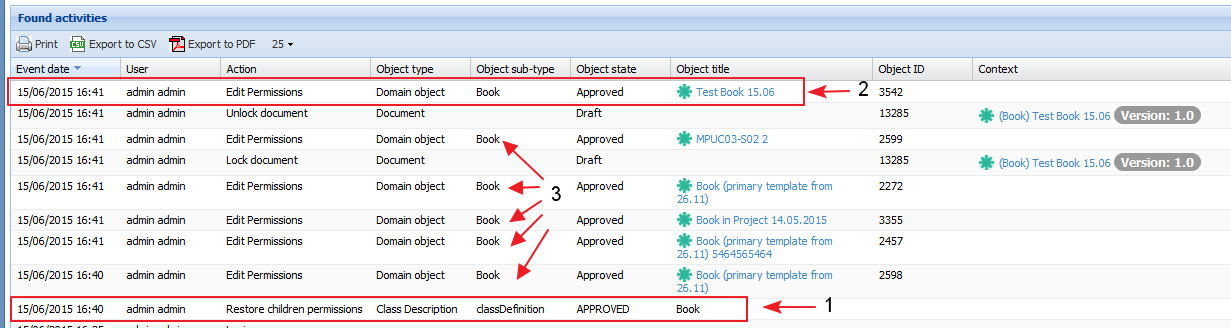 Found activities
Print Export to CSV Export to PDF 25
Event date User Action Object type Object sub-type Object state Object title Object ID Context
15/06/2015 16:41 admin admin Edit Permissions Domain object Book Approved Test Book 15.06 3542 2
15/06/2015 16:41 admin admin Unlock document Document Draft 13285 (Book) Test Book 15.06 Version: 1.0
15/06/2015 16:41 admin admin Edit Permissions Domain object Book Approved MPUC03-S02 2 2599
15/06/2015 16:41 admin admin Lock document Document Draft 13285 (Book) Test Book 15.06 Version: 1.0
15/06/2015 16:41 admin admin Edit Permissions Domain object Book 3 Approved Book (primary template from 2272
26.11)
15/06/2015 16:41 admin admin Edit Permissions Domain object Book Approved Book in Project 14.05.2015 3355
15/06/2015 16:41 admin admin Edit Permissions Domain object Book Approved Book (primary template from 2457
26.11) 5464565464
15/06/2015 16:40 admin admin Edit Permissions Domain object Book Approved Book (primary template from 2598
26.11)
15/06/2015 16:40 admin admin Restore children permissions Class Description classDefinition APPROVED Book 1